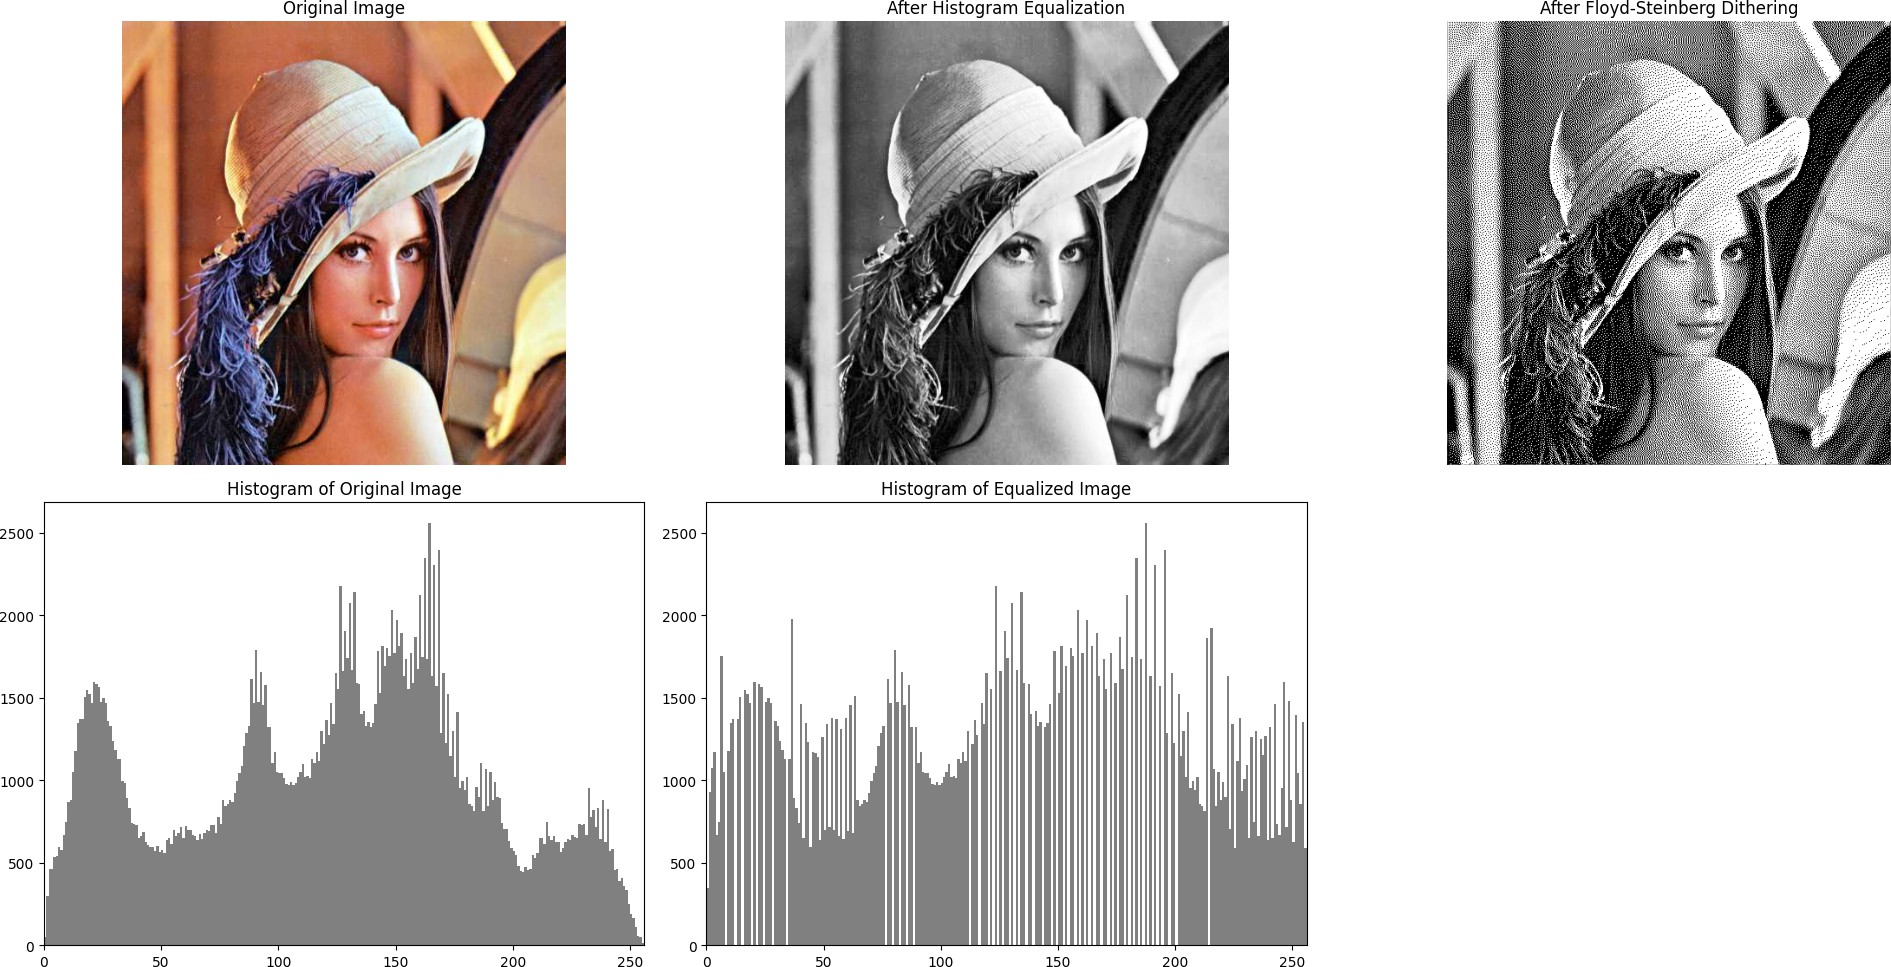 Original Image
After Histogram Equalization
After Floyd-Steinberg Dithering
Histogram of Original Image
Histogram of Equalized Image
2500
2000
1500
1000
500
0
0 50 100 150 200 250
2500
2000
1500
1000
500
0
0 50 100 150 200 250